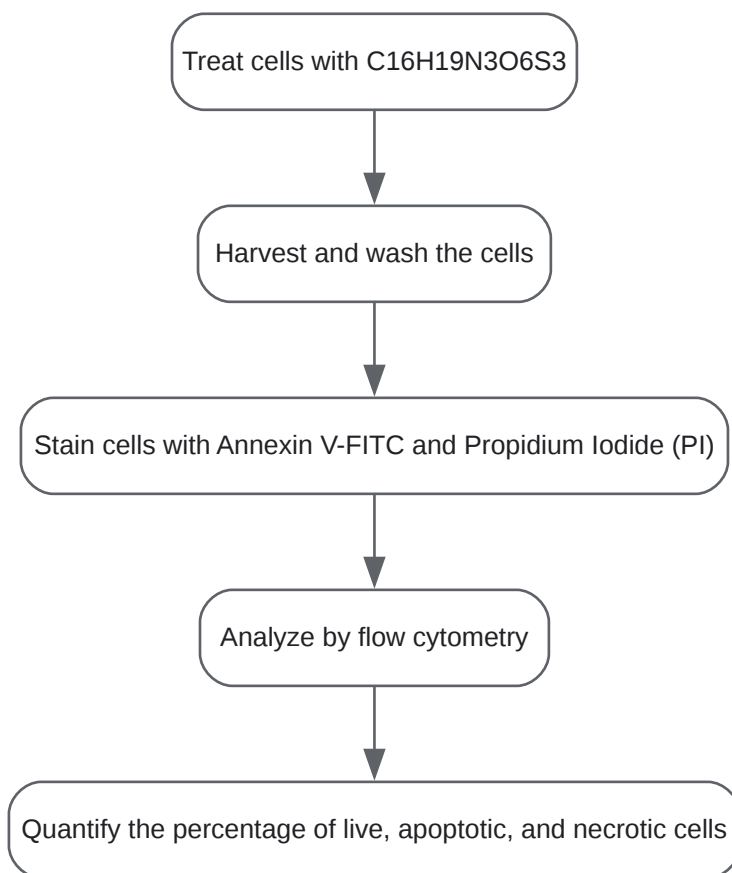 Treat cells with C16H19N3O6S3
Harvest and wash the cells
Stain cells with Annexin V-FITC and Propidium Iodide (PI)
Analyze by flow cytometry
Quantify the percentage of live, apoptotic, and necrotic cells